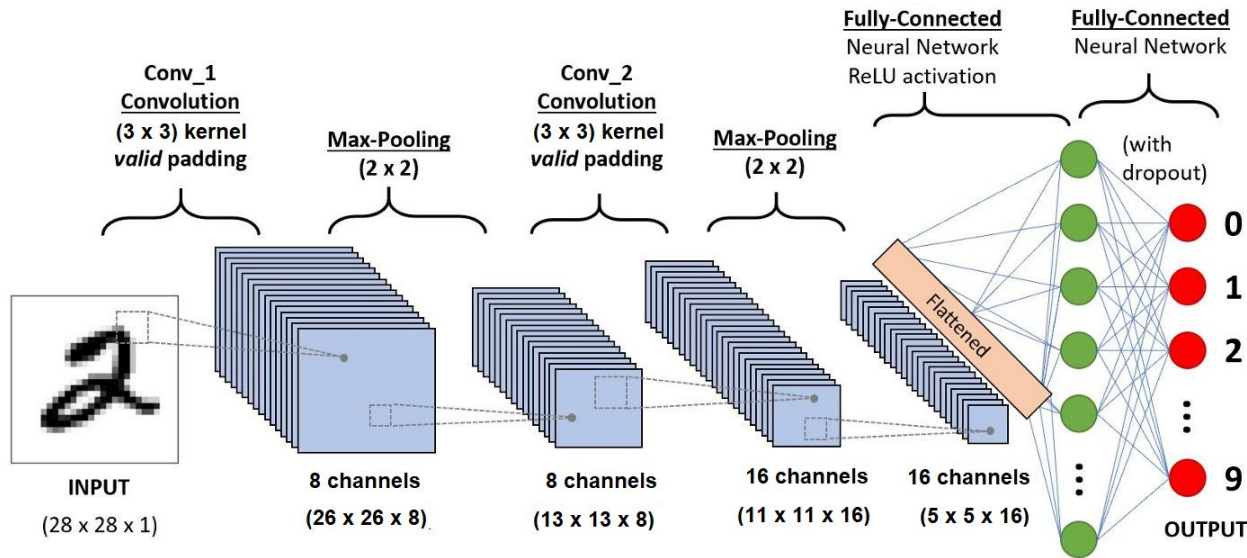 Fully-Connected
Neural Network
ReLU activation
Fully-Connected
Neural Network
Conv_1
Convolution
(3 x 3) kernel
valid padding
Max-Pooling
(2 x 2)
Conv_2
Convolution
(3 x 3) kernel
valid padding
Max-Pooling
(2 x 2)
(with
dropout)
Flattened
0
1
2
9
INPUT
(28 x 28 x 1)
8 channels
(26 x 26 x 8)
8 channels
(13 x 13 x 8)
16 channels
(11 x 11 x 16)
16 channels
(5 x 5 x 16)
OUTPUT